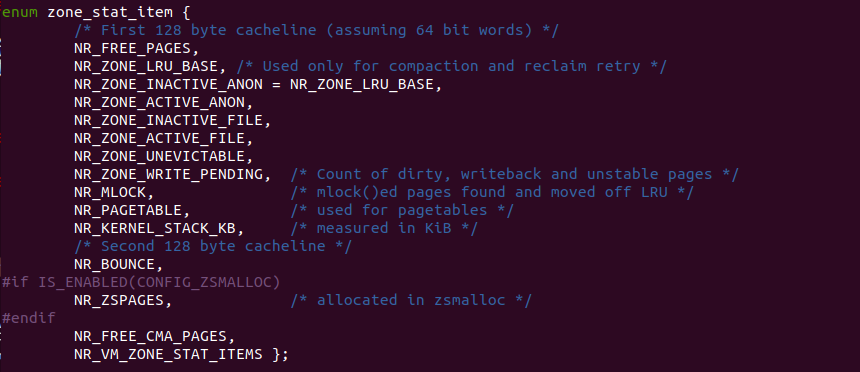 enum zone_stat_item {
/* First 128 byte cacheline (assuming 64 bit words) */
NR_FREE_PAGES,
NR_ZONE_LRU_BASE, /* Used only for compaction and reclaim retry */
NR_ZONE_INACTIVE_ANON = NR_ZONE_LRU_BASE,
NR_ZONE_ACTIVE_ANON,
NR_ZONE_INACTIVE_FILE,
NR_ZONE_ACTIVE_FILE,
NR_ZONE_UNEVICTABLE,
NR_ZONE_WRITE_PENDING, /* Count of dirty, writeback and unstable pages */
NR_MLOCK, /* mlock()ed pages found and moved off LRU */
NR_PAGETABLE, /* used for pagetables */
NR_KERNEL_STACK_KB, /* measured in KiB */
/* Second 128 byte cacheline */
NR_BOUNCE,
#if IS_ENABLED(CONFIG_ZSMALLOC)
NR_ZSPAGES, /* allocated in zsmalloc */
#endif
NR_FREE_CMA_PAGES,
NR_VM_ZONE_STAT_ITEMS };